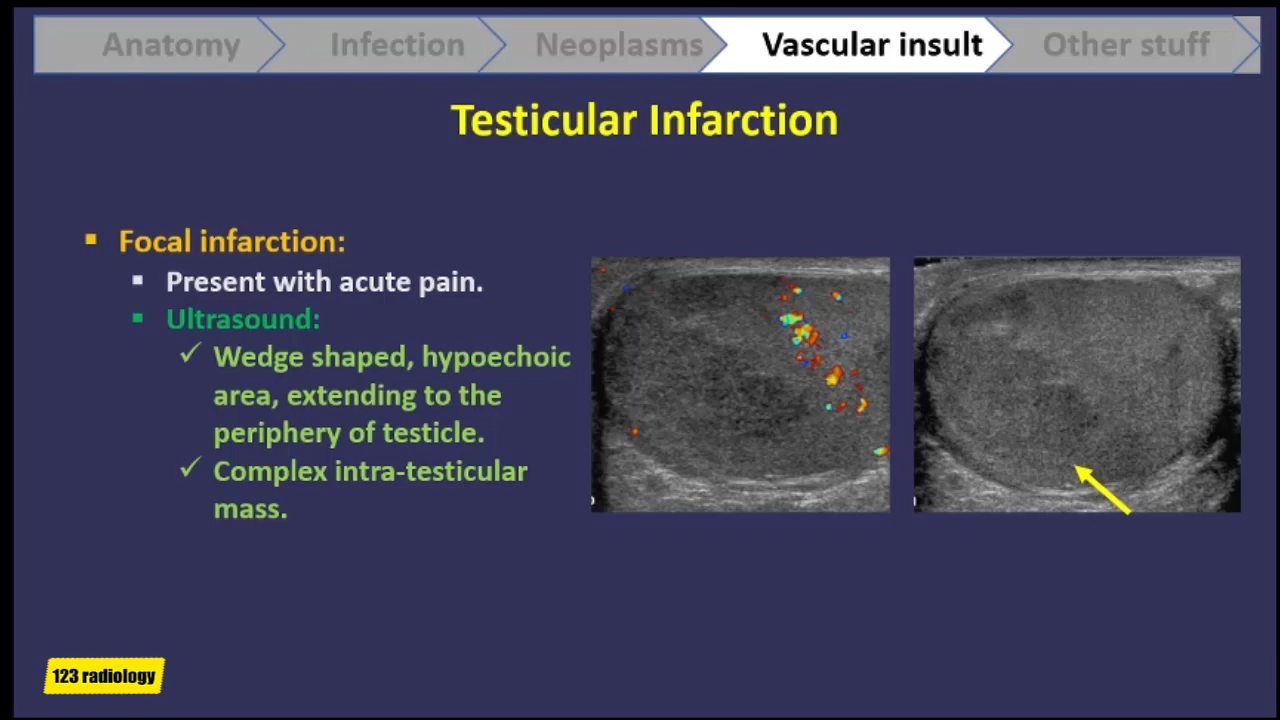 Anatomy
Infection
Neoplasms
Vascular insult
Other stuff
Testicular Infarction
Focal infarction:
Present with acute pain.
Ultrasound:
Wedge shaped, hypoechoic
area, extending to the
periphery of testicle.
Complex intra-testicular
mass.
123 radiology